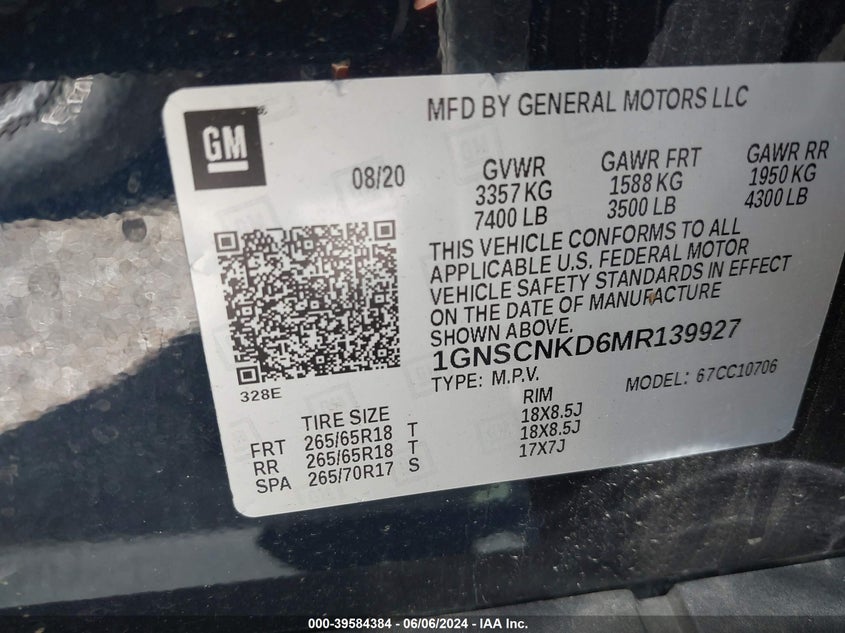 GM
MFD BY GENERAL MOTORS LLC
08/20
GVWR GAWR FRT GAWR RR
3357 KG 1588 KG 1950 KG
7400 LB 3500 LB 4300 LB
THIS VEHICLE CONFORMS TO ALL
APPLICABLE U.S. FEDERAL MOTOR
VEHICLE SAFETY STANDARDS IN EFFECT
ON THE DATE OF MANUFACTURE
SHOWN ABOVE.
1GNSCNKD6MR139927
TYPE: M.P.V. MODEL: 67CC10706
328E
TIRE SIZE RIM
FRT 265/65R18 T 18X8.5J
RR 265/65R18 T 18X8.5J
SPA 265/70R17 S 17X7J
000-39584384 - 06/06/2024 - IAA Inc.